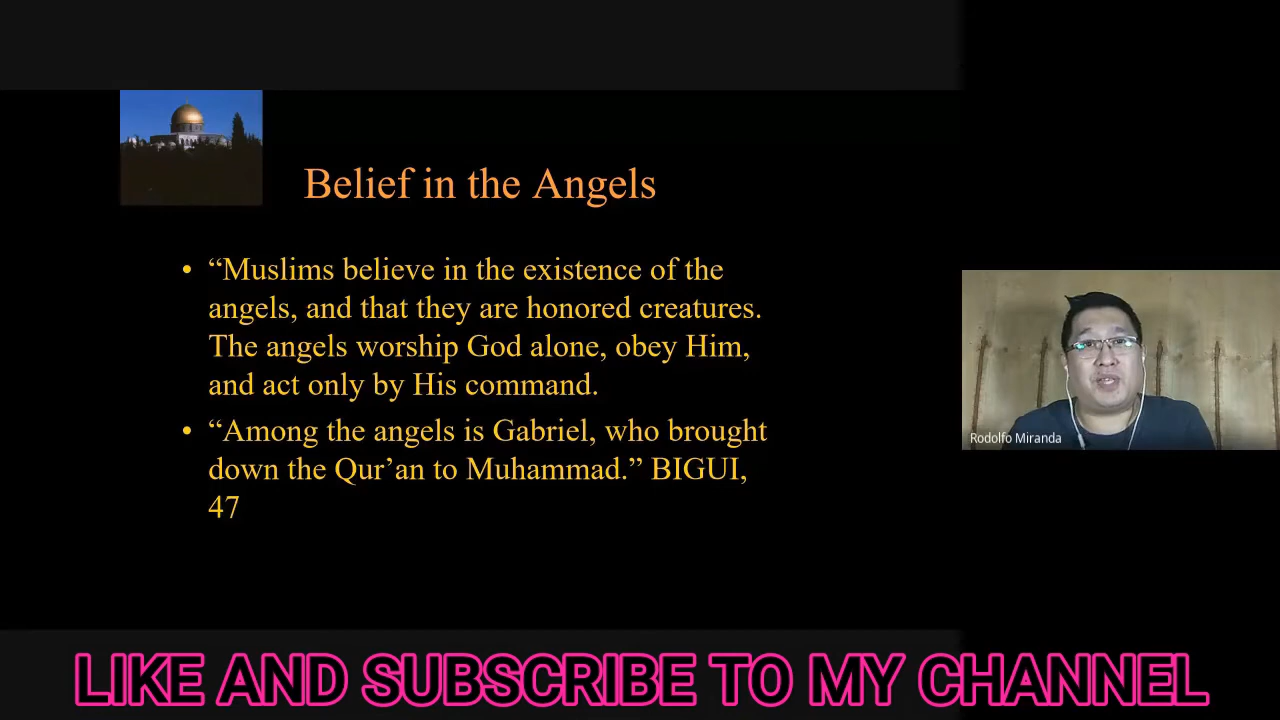 Belief in the Angels
• “Muslims believe in the existence of the
angels, and that they are honored creatures.
The angels worship God alone, obey Him,
and act only by His command.
• “Among the angels is Gabriel, who brought
down the Qur’an to Muhammad.” BIGUI,
47
Rodolfo Miranda
LIKE AND SUBSCRIBE TO MY CHANNEL